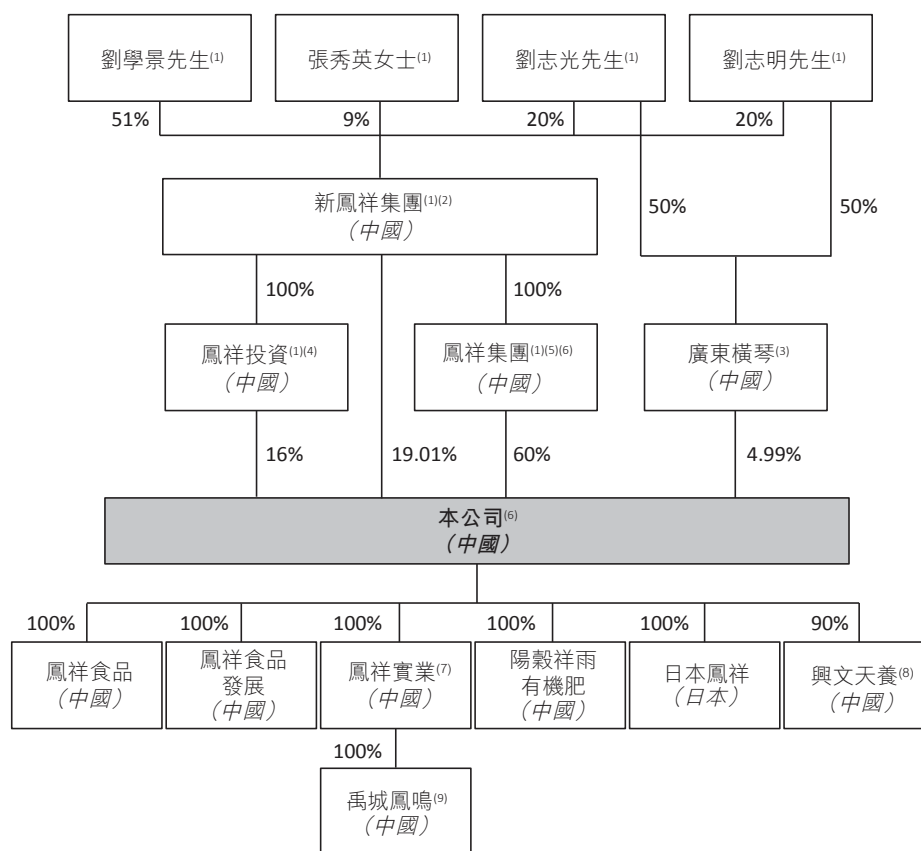 劉學景先生(1)
張秀英女士(1)
劉志光先生(1)
劉志明先生(1)
51%
9%
20%
20%
新鳳祥集團(1)(2)
（中國）
50%
50%
100%
100%
鳳祥投資(1)(4)
（中國）
鳳祥集團(1)(5)(6)
（中國）
廣東橫琴(3)
（中國）
16%
19.01%
60%
4.99%
本公司(6)
（中國）
100%
100%
100%
100%
100%
90%
鳳祥食品
（中國）
鳳祥食品
發展
（中國）
鳳祥實業(7)
（中國）
陽穀祥雨
有機肥
（中國）
日本鳳祥
（日本）
興文天養(8)
（中國）
100%
禹城鳳鳴(9)
（中國）